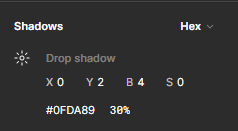 Shadows Hex
Drop shadow
X 0 Y 2 B 4 S 0
#0FDA89 30%